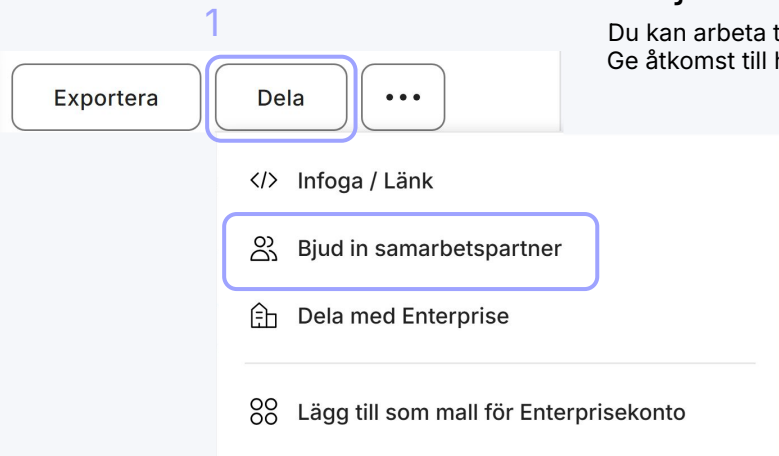 1
Du kan arbeta
Ge åtkomst till
Exportera
Dela
Infoga / Länk
Bjud in samarbetspartner
Dela med Enterprise
Lägg till som mall för Enterprisekonto